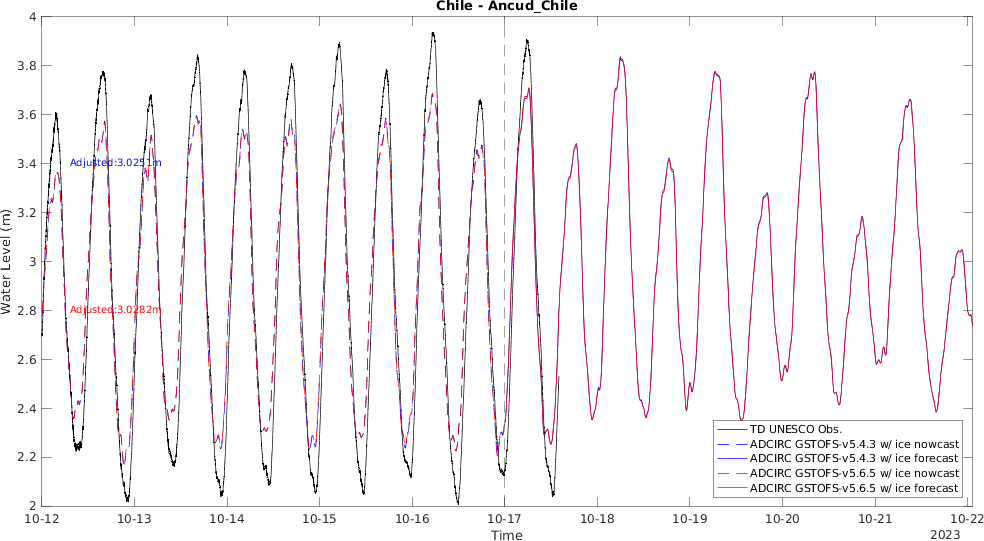 Chile - Ancud_Chile
4
3.8
3.6
3.4
3.2
3
2.8
2.6
2.4
2.2
2
Water Level (m)
Adjusted:3.0251m
Adjusted:3.0282m
TD UNESCO Obs.
ADCIRC GSTOFS-v5.4.3 w/ ice nowcast
ADCIRC GSTOFS-v5.4.3 w/ ice forecast
ADCIRC GSTOFS-v5.6.5 w/ ice nowcast
ADCIRC GSTOFS-v5.6.5 w/ ice forecast
10-12 10-13 10-14 10-15 10-16 10-17 10-18 10-19 10-20 10-21 10-22
Time
2023